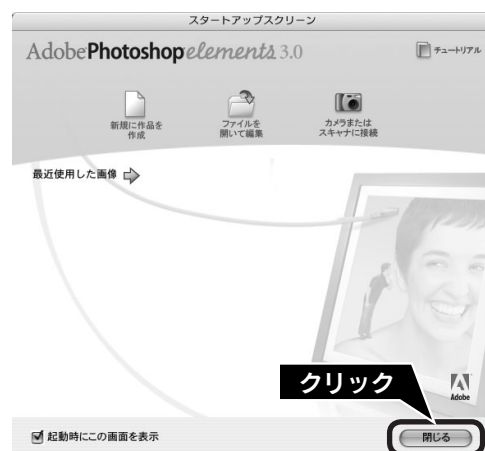 スタートアップスクリーン
Adobe Photoshop elements 3.0
チュートリアル
新規に作品を
作成
ファイルを
開いて編集
カメラまたは
スキャナに接続
最近使用した画像
クリック
Adobe
起動時にこの画面を表示
閉じる